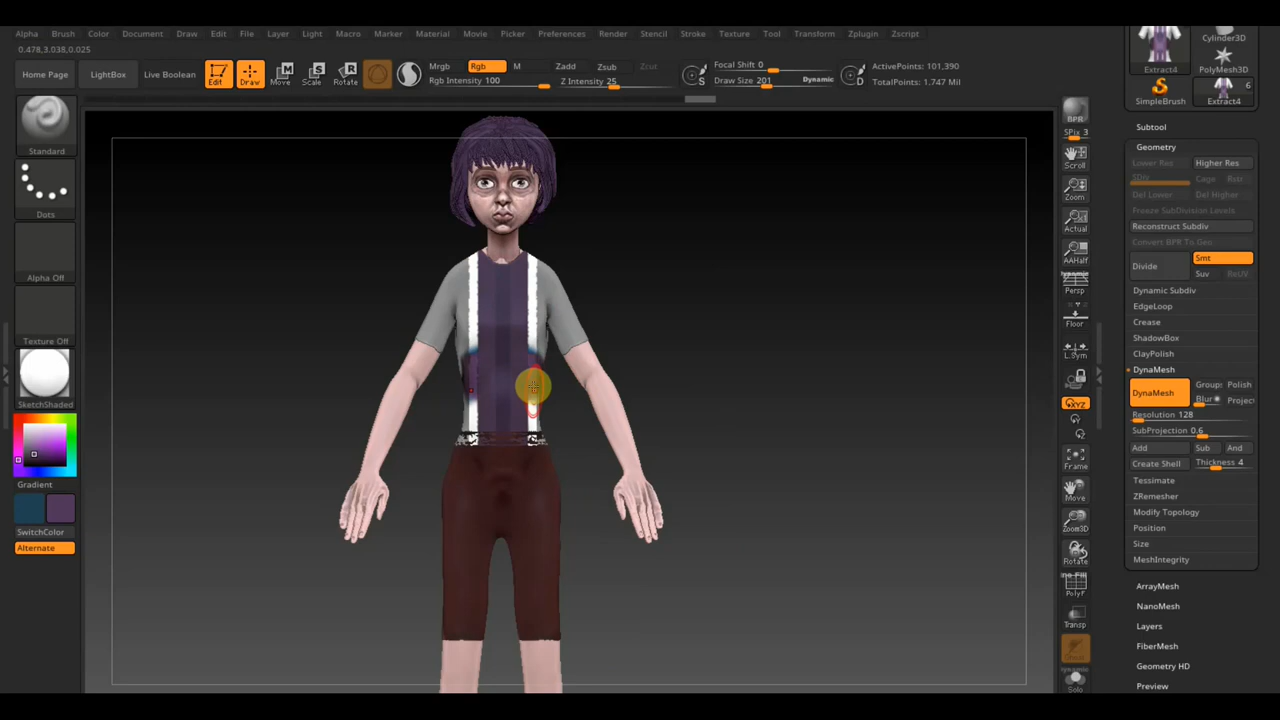 Alpha Brush Color Document Draw Edit File Layer Light Macro Marker Material Movie Picker Preferences Render Stencil Stroke Texture Tool Transform Zplugin Zscript
0.478,3.038,0.025
Home Page LightBox Live Boolean Edit Draw Move Scale Rotate
Mrgb Rgb M Zadd Zsub Zcut
Rgb Intensity 100 Z Intensity 25
Focal Shift 0
Draw Size 201 Dynamic
ActivePoints: 101,390
TotalPoints: 1.747 Mil
S
D
Standard
Dots
Alpha Off
Texture Off
SketchShaded
Gradient
SwitchColor
Alternate
BPR
SPix 3
Scroll
Zoom
Actual
AAHalf
Dynamic
Persp
Floor
L.Sym
XYZ
Y
Z
Frame
Move
Zoom3D
Rotate
PolyF
Transp
Dynamic
Solo
Cylinder3D
Extract4 PolyMesh3D
6
SimpleBrush Extract4
Subtool
Geometry
Lower Res Higher Res
SDiv Cage Rstr
Del Lower Del Higher
Freeze SubDivision Levels
Reconstruct Subdiv
Convert BPR To Geo
Divide Smt
Suv ReUV
Dynamic Subdiv
EdgeLoop
Crease
ShadowBox
ClayPolish
DynaMesh
DynaMesh Group: Polish
Blur Projec
Resolution 128
SubProjection 0.6
Add Sub And
Create Shell Thickness 4
Tessimate
ZRemesher
Modify Topology
Position
Size
MeshIntegrity
ArrayMesh
NanoMesh
Layers
FiberMesh
Geometry HD
Preview